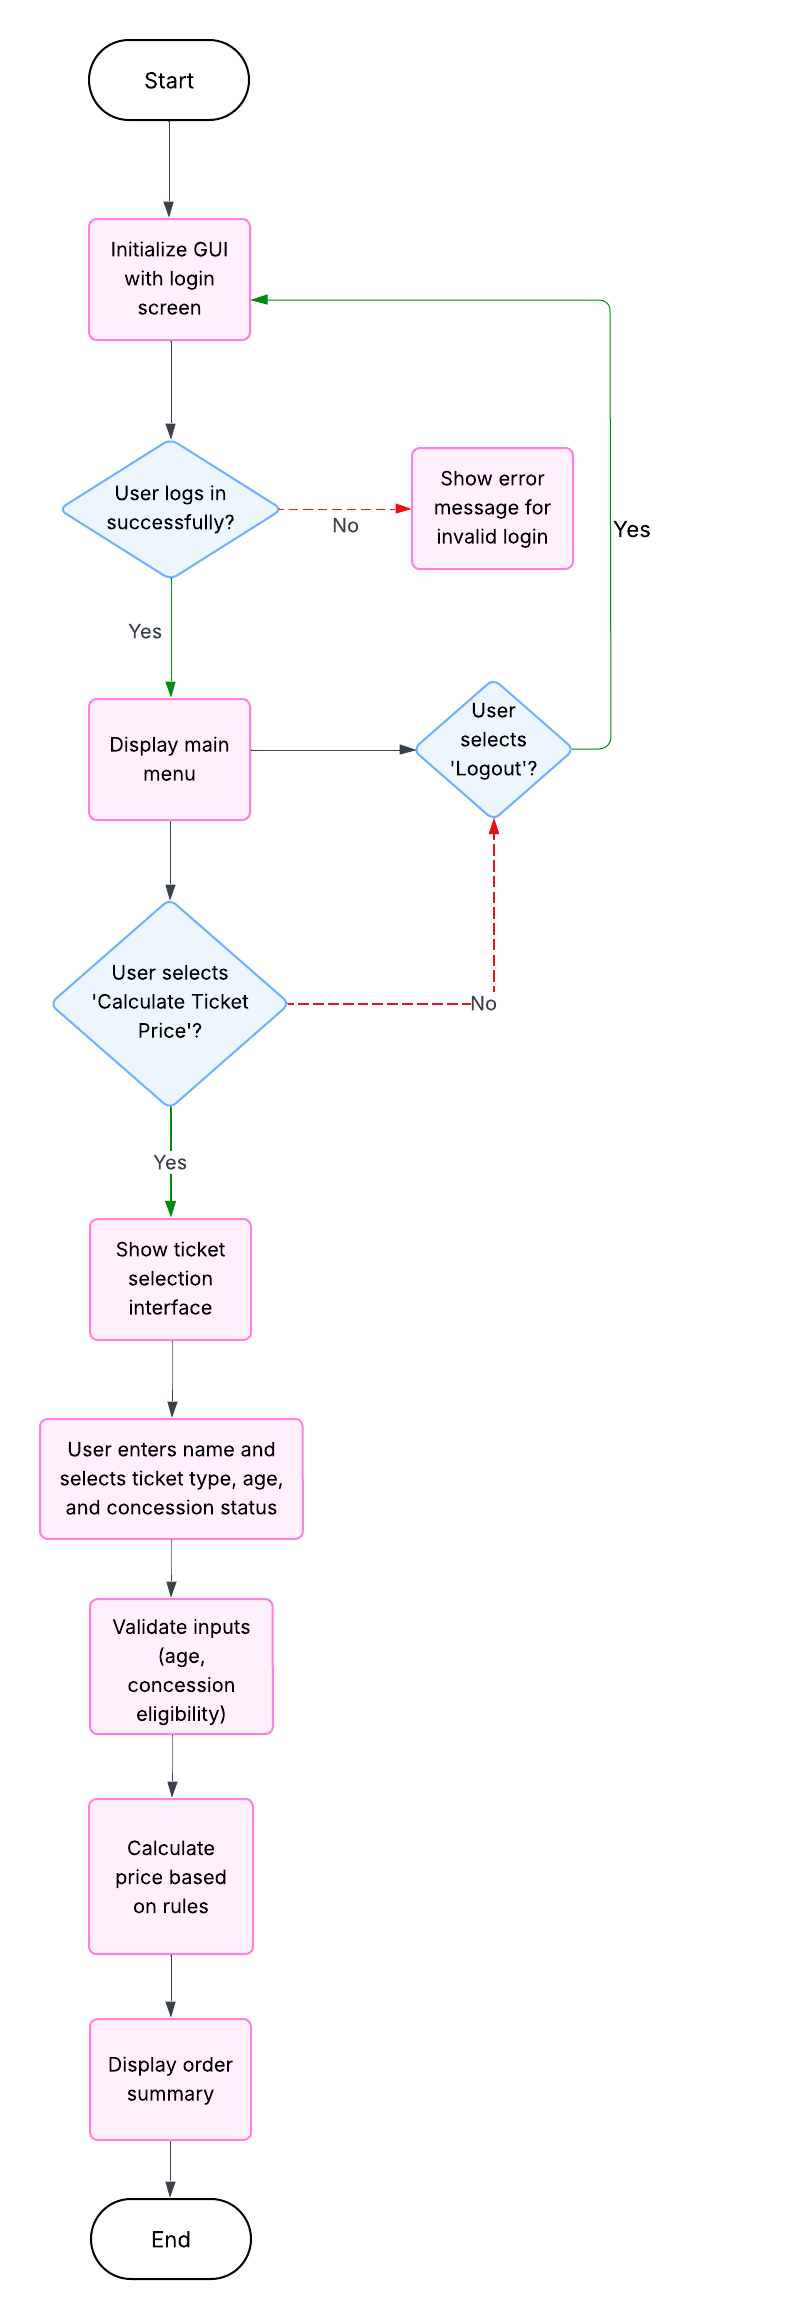 Start
Initialize GUI
with login
screen
User logs in
successfully?
No
Show error
message for
invalid login
Yes
Yes
Display main
menu
User
selects
'Logout'?
User selects
'Calculate Ticket
Price'?
No
Yes
Show ticket
selection
interface
User enters name and
selects ticket type, age,
and concession status
Validate inputs
(age,
concession
eligibility)
Calculate
price based
on rules
Display order
summary
End